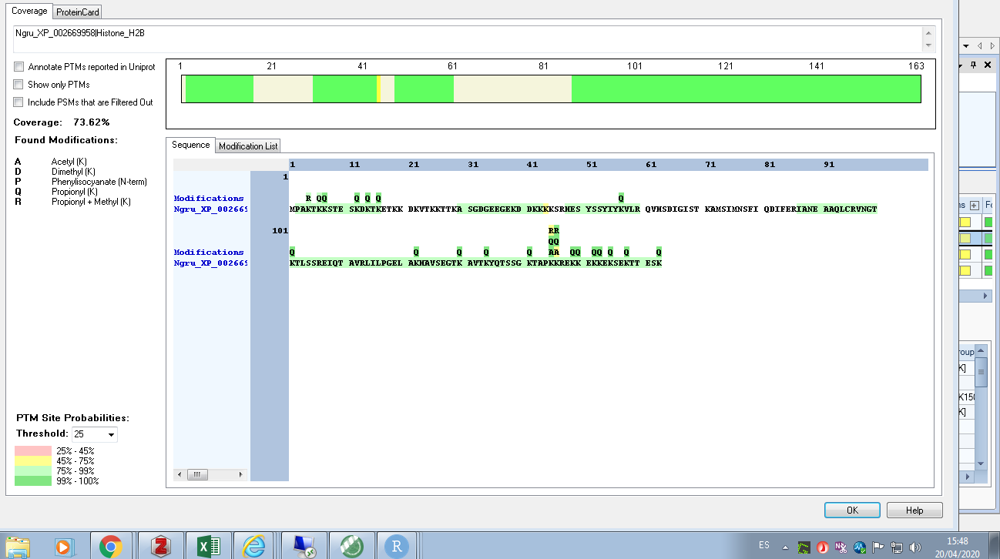 Coverage ProteinCard
Ngru_XP_002669958|Histone_H2B
Annotate PTMs reported in Uniprot
Show only PTMs
Include PSMs that are Filtered Out
Coverage: 73.62%
Found Modifications:
A Acetyl (K)
D Dimethyl (K)
P Phenylisocyanate (N-term)
Q Propionyl (K)
R Propionyl + Methyl (K)
1 21 41 61 81 101 121 141 163
Sequence Modification List
1 11 21 31 41 51 61 71 81 91
1
Modifications R QQ Q Q Q Q
Ngru_XP_00266 MPAKTKKSTE SKDKTKETKK DKVTKKTTKA SGDGEEGEKD DKKKKSRHES YSSYIYKVLR QVHSDIGIST KAMSIMNSFI QDIFERIANE AAQLCRVNGT
101
RR
QQ
Modifications Q Q Q Q Q AA QQ QQ Q Q Q
Ngru_XP_00266 KTLSSREIQT AVRLILPGEL AKHAVSEGTK AVTKYQTSSG KTAPKKREKK EKKEKSEKTT ESK
PTM Site Probabilities:
Threshold: 25
25% - 45%
45% - 75%
75% - 99%
99% - 100%
OK Help
K]
K150
K]
ES
15:48
20/04/2020